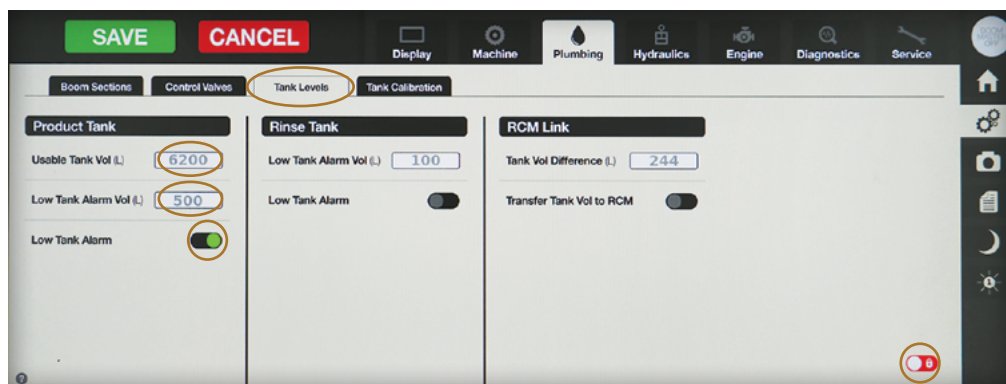 SAVE
CANCEL
Display
Machine
Plumbing
Hydraulics
Engine
Diagnostics
Service
BOOM
OFF
Boom Sections
Control Valves
Tank Levels
Tank Calibration
Product Tank
Usable Tank Vol (L) 6200
Low Tank Alarm Vol (L) 500
Low Tank Alarm
Rinse Tank
Low Tank Alarm Vol (L) 100
Low Tank Alarm
RCM Link
Tank Vol Difference (L) 244
Transfer Tank Vol to RCM
?